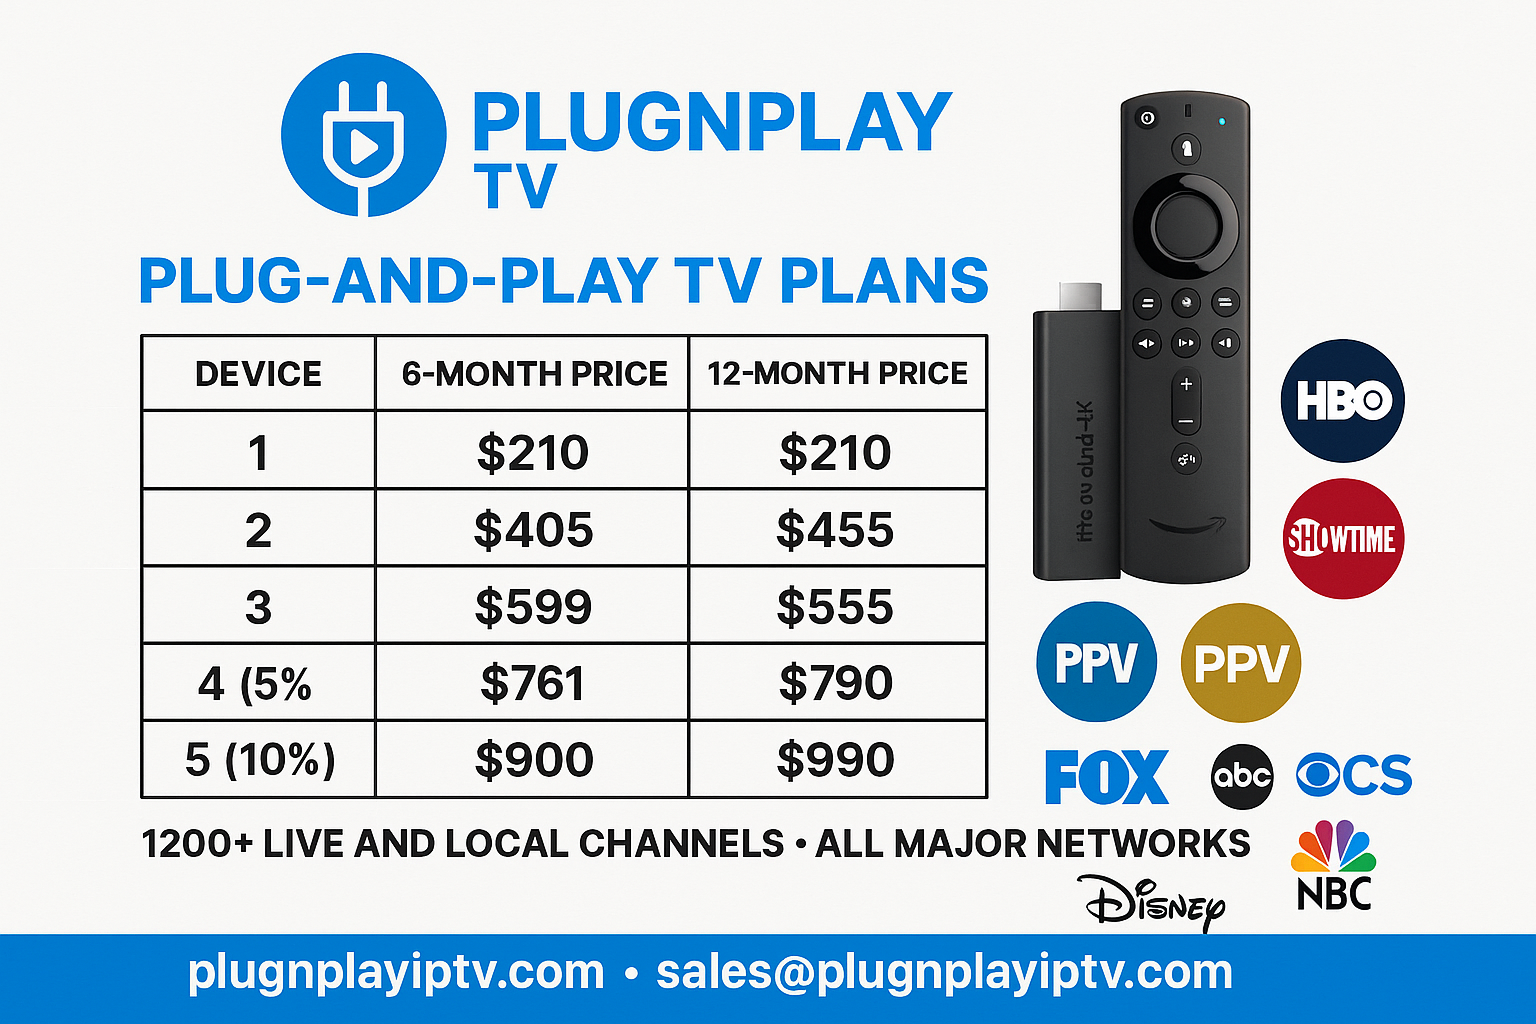 PLUGNPLAY
TV
PLUG-AND-PLAY TV PLANS
DEVICE 6-MONTH PRICE 12-MONTH PRICE
1 $210 $210
2 $405 $455
3 $599 $555
4 (5% $761 $790
5 (10%) $900 $990
HBO
SHOWTIME
PPV PPV
FOX abc CS
1200+ LIVE AND LOCAL CHANNELS • ALL MAJOR NETWORKS
NBC
Disney
plugnplayiptv.com • sales@plugnplayiptv.com